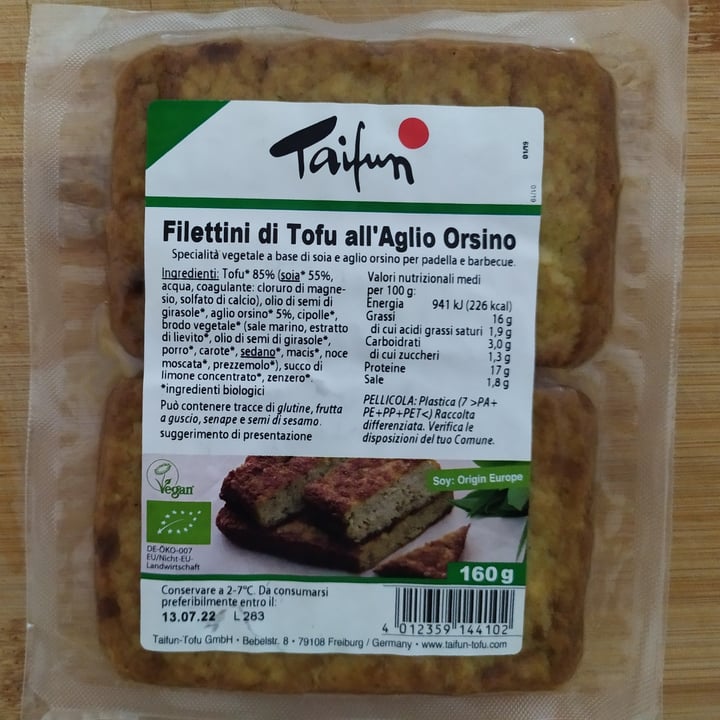 Taifun
01/19
01/19
Filettini di Tofu all'Aglio Orsino
Specialità vegetale a base di soia e aglio orsino per padella e barbecue.
Ingredienti: Tofu* 85% (soia* 55%,
acqua, coagulante: cloruro di magne-
sio, solfato di calcio), olio di semi di
girasole*, aglio orsino* 5%, cipolle*,
brodo vegetale* (sale marino, estratto
di lievito*, olio di semi di girasole*,
porro*, carote*, sedano*, macis*, noce
moscata*, prezzemolo*), succo di
limone concentrato*, zenzero*.
*ingredienti biologici
Può contenere tracce di glutine, frutta
a guscio, senape e semi di sesamo.
suggerimento di presentazione
Valori nutrizionali medi
per 100 g:
Energia 941 kJ (226 kcal)
Grassi 16 g
di cui acidi grassi saturi 1,9 g
Carboidrati 3,0 g
di cui zuccheri 1,3 g
Proteine 17 g
Sale 1,8 g
PELLICOLA: Plastica (7 >PA+
PE+PP+PET<) Raccolta
differenziata. Verifica le
disposizioni del tuo Comune.
Vegan
Soy: Origin Europe
DE-ÖKO-007
EU/Nicht-EU-
Landwirtschaft
160 g
Conservare a 2-7°C. Da consumarsi
preferibilmente entro il:
13.07.22 L 283
4 012359 144102
Taifun-Tofu GmbH • Bebelstr. 8 • 79108 Freiburg / Germany • www.taifun-tofu.com